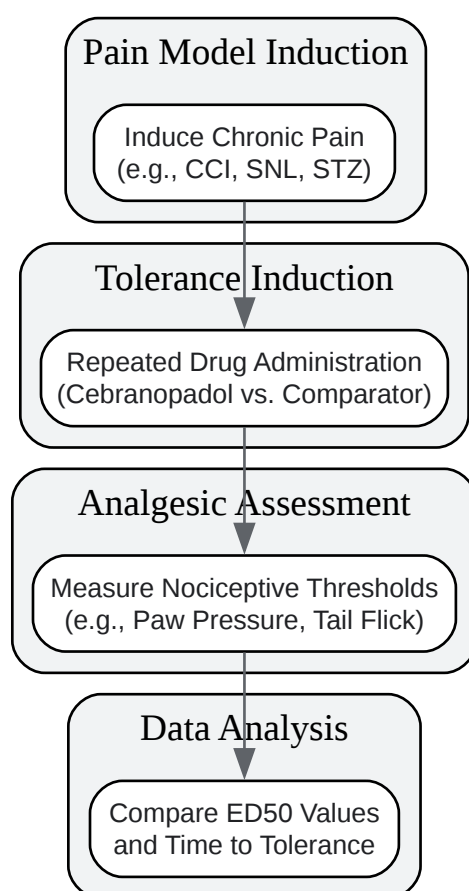 Pain Model Induction
Induce Chronic Pain
(e.g., CCI, SNL, STZ)
Tolerance Induction
Repeated Drug Administration
(Cebranopadol vs. Comparator)
Analgesic Assessment
Measure Nociceptive Thresholds
(e.g., Paw Pressure, Tail Flick)
Data Analysis
Compare ED50 Values
and Time to Tolerance